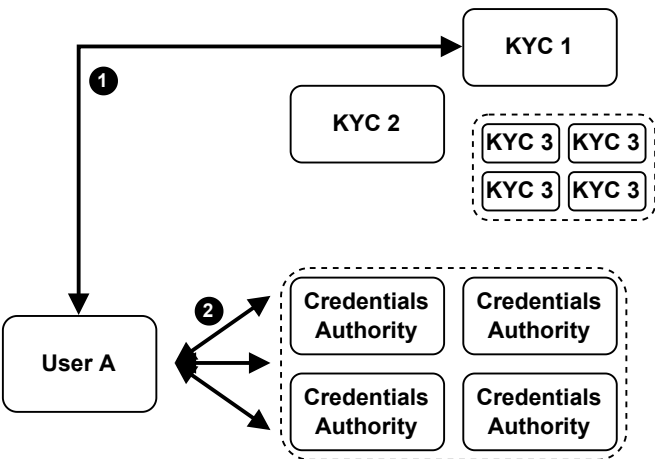 KYC 1
1
KYC 2
KYC 3 KYC 3
KYC 3 KYC 3
2
Credentials Authority
Credentials Authority
User A
Credentials Authority
Credentials Authority